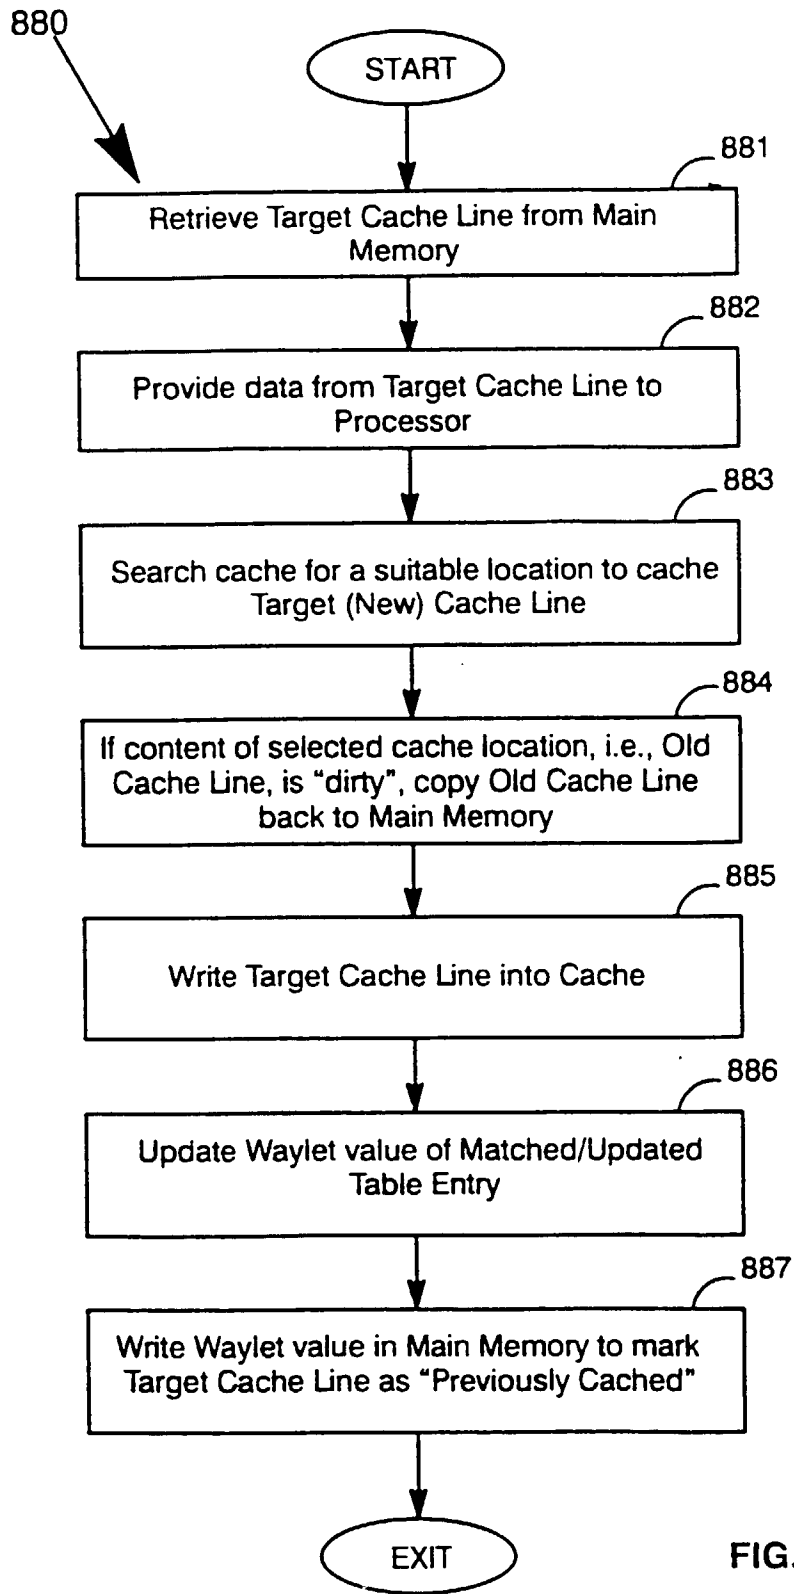 880
START
881
Retrieve Target Cache Line from Main
Memory
882
Provide data from Target Cache Line to
Processor
883
Search cache for a suitable location to cache
Target (New) Cache Line
884
If content of selected cache location, i.e., Old
Cache Line, is “dirty”, copy Old Cache Line
back to Main Memory
885
Write Target Cache Line into Cache
886
Update Waylet value of Matched/Updated
Table Entry
887
Write Waylet value in Main Memory to mark
Target Cache Line as “Previously Cached”
EXIT
FIG.